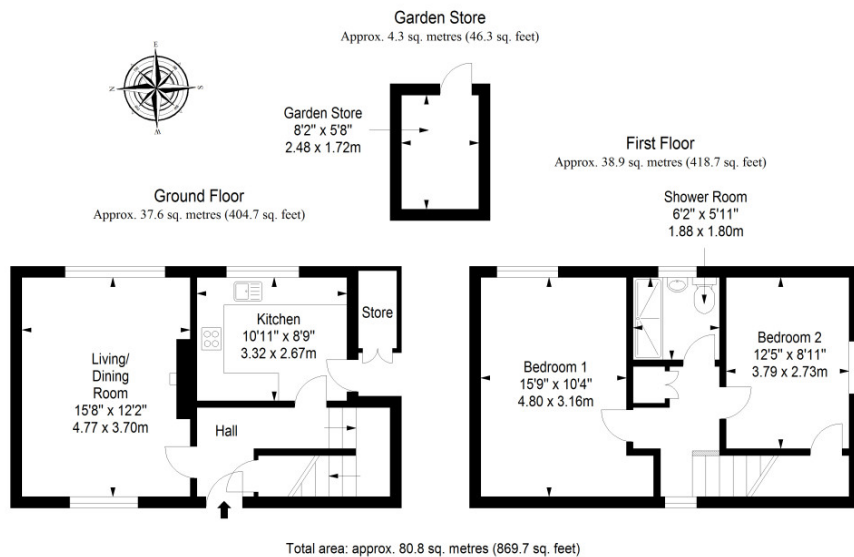 Garden Store
Approx. 4.3 sq. metres (46.3 sq. feet)
E
N
S
W
Garden Store
8'2" x 5'8"
2.48 x 1.72m
First Floor
Approx. 38.9 sq. metres (418.7 sq. feet)
Ground Floor
Approx. 37.6 sq. metres (404.7 sq. feet)
Shower Room
6'2" x 5'11"
1.88 x 1.80m
Kitchen
10'11" x 8'9"
3.32 x 2.67m
Store
Living/
Dining
Room
15'8" x 12'2"
4.77 x 3.70m
Hall
Bedroom 1
15'9" x 10'4"
4.80 x 3.16m
Bedroom 2
12'5" x 8'11"
3.79 x 2.73m
Total area: approx. 80.8 sq. metres (869.7 sq. feet)